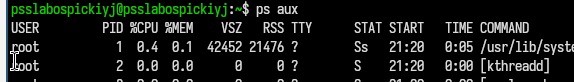 psslabospickiyj@psslabospickiyj:~$ ps aux
USER PID %CPU %MEM VSZ RSS TTY STAT START TIME COMMAND
root 1 0.4 0.1 42452 21476 ? Ss 21:20 0:05 /usr/lib/syste
root 2 0.0 0.0 0 0 ? S 21:20 0:00 [kthreadd]